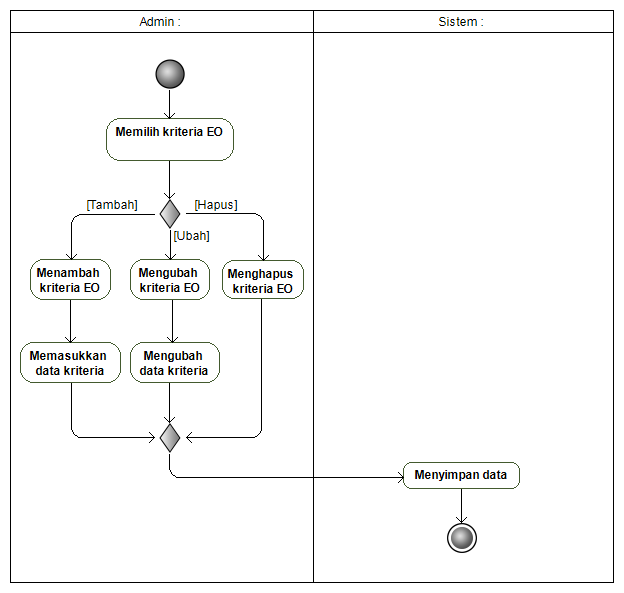 Admin :
Sistem :
Memilih kriteria EO
[Tambah]
[Hapus]
[Ubah]
Menambah
kriteria EO
Mengubah
kriteria EO
Menghapus
kriteria EO
Memasukkan
data kriteria
Mengubah
data kriteria
Menyimpan data